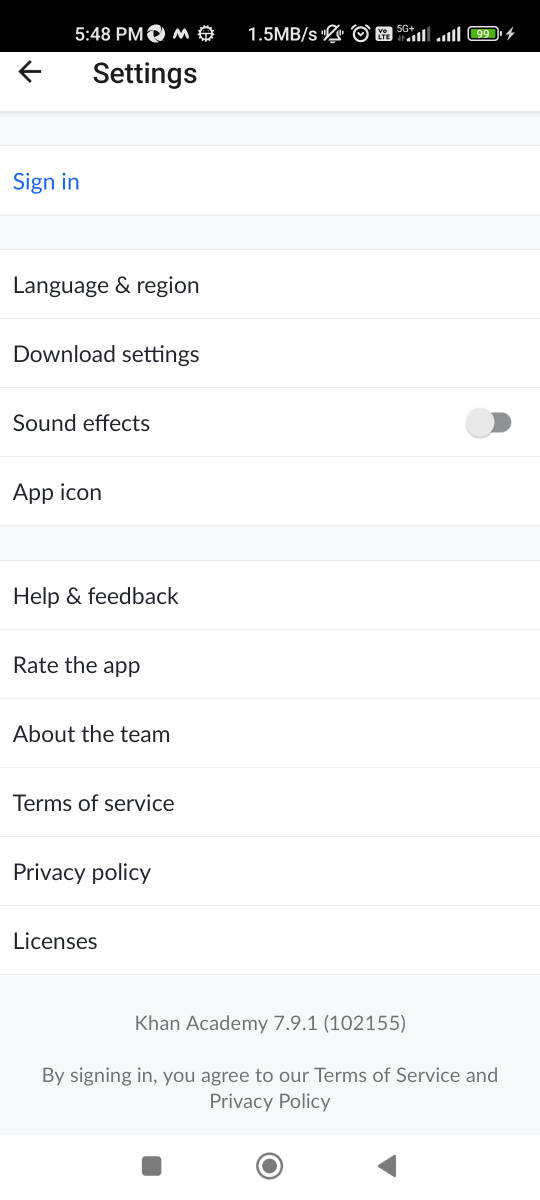 5:48 PM 1.5MB/s Vo LTE 5G+ 99
Settings
Sign in
Language & region
Download settings
Sound effects
App icon
Help & feedback
Rate the app
About the team
Terms of service
Privacy policy
Licenses
Khan Academy 7.9.1 (102155)
By signing in, you agree to our Terms of Service and
Privacy Policy